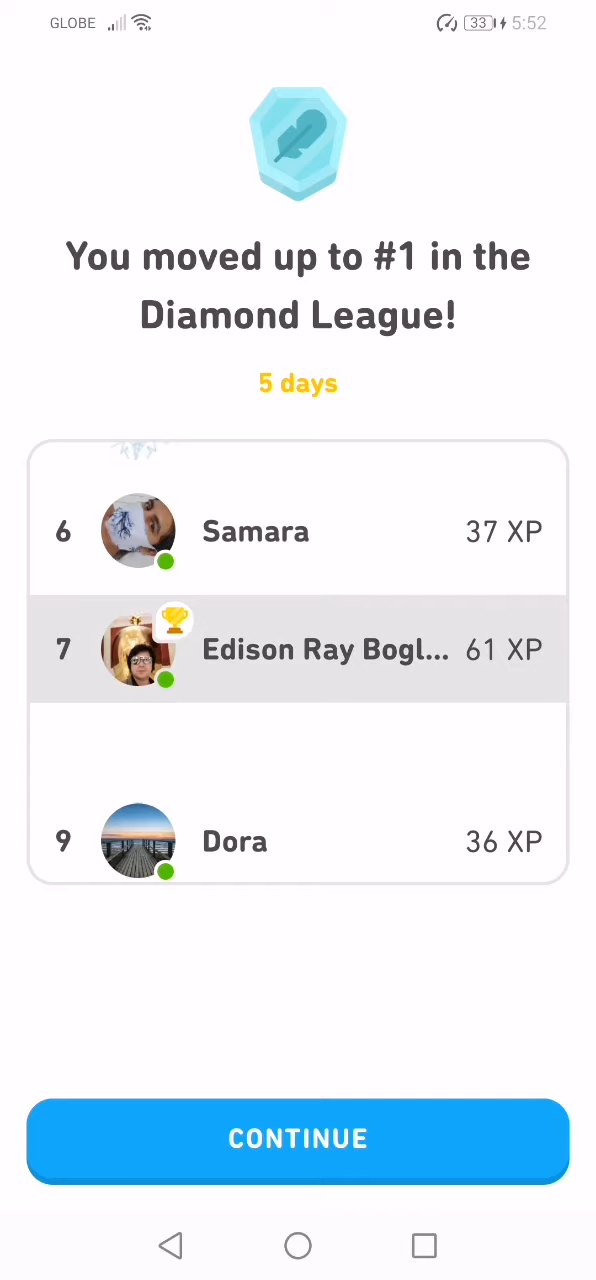 GLOBE 33 5:52
You moved up to #1 in the
Diamond League!
5 days
6 Samara 37 XP
7 Edison Ray Bogl... 61 XP
9 Dora 36 XP
CONTINUE